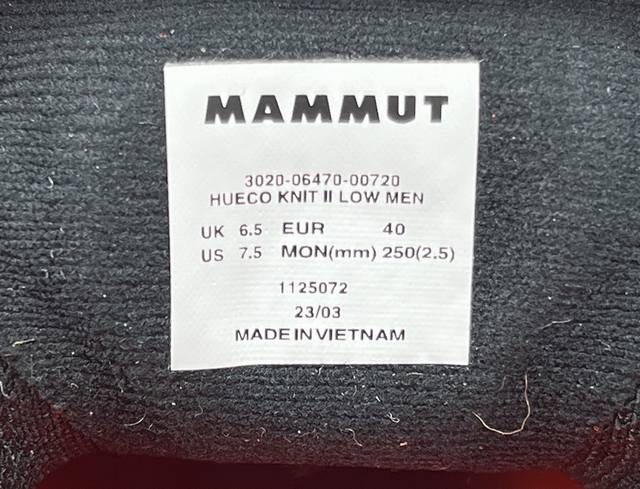 MAMMUT
3020-06470-00720
HUECO KNIT II LOW MEN
UK 6.5 EUR 40
US 7.5 MON(mm) 250(2.5)
1125072
23/03
MADE IN VIETNAM